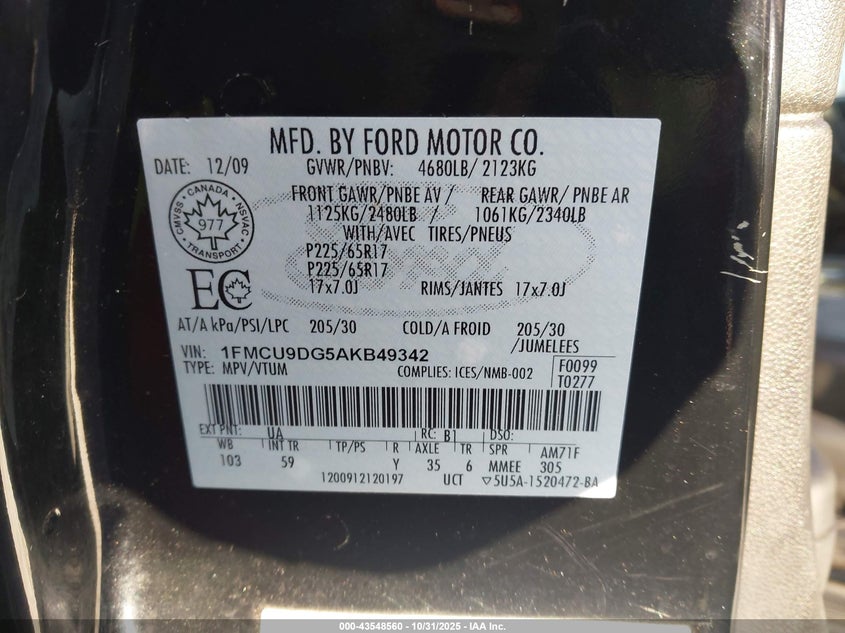 MFD. BY FORD MOTOR CO.
DATE: 12/09 GVWR/PNBV: 4680LB/ 2123KG
FRONT GAWR/PNBE AV / REAR GAWR/ PNBE AR
1125KG/2480LB / 1061KG/2340LB
WITH/AVEC TIRES/PNEUS
P225/65R17
P225/65R17
17x7.0J RIMS/JANTES 17x7.0J
CANADA
CMVSS 977 NSVAC
TRANSPORT
EC
AT/A kPa/PSI/LPC 205/30 COLD/A FROID 205/30
/JUMELEES
VIN: 1FMCU9DG5AKB49342
TYPE: MPV/VTUM COMPLIES: ICES/NMB-002 F0099
T0277
EXT PNT: UA RC: B1 DSO:
WB INT TR TP/PS R AXLE TR SPR AM71F
103 59 Y 35 6 MMEE 305
1200912120197 UCT 5U5A-1520472-BA
000-43548560 - 10/31/2025 - IAA Inc.